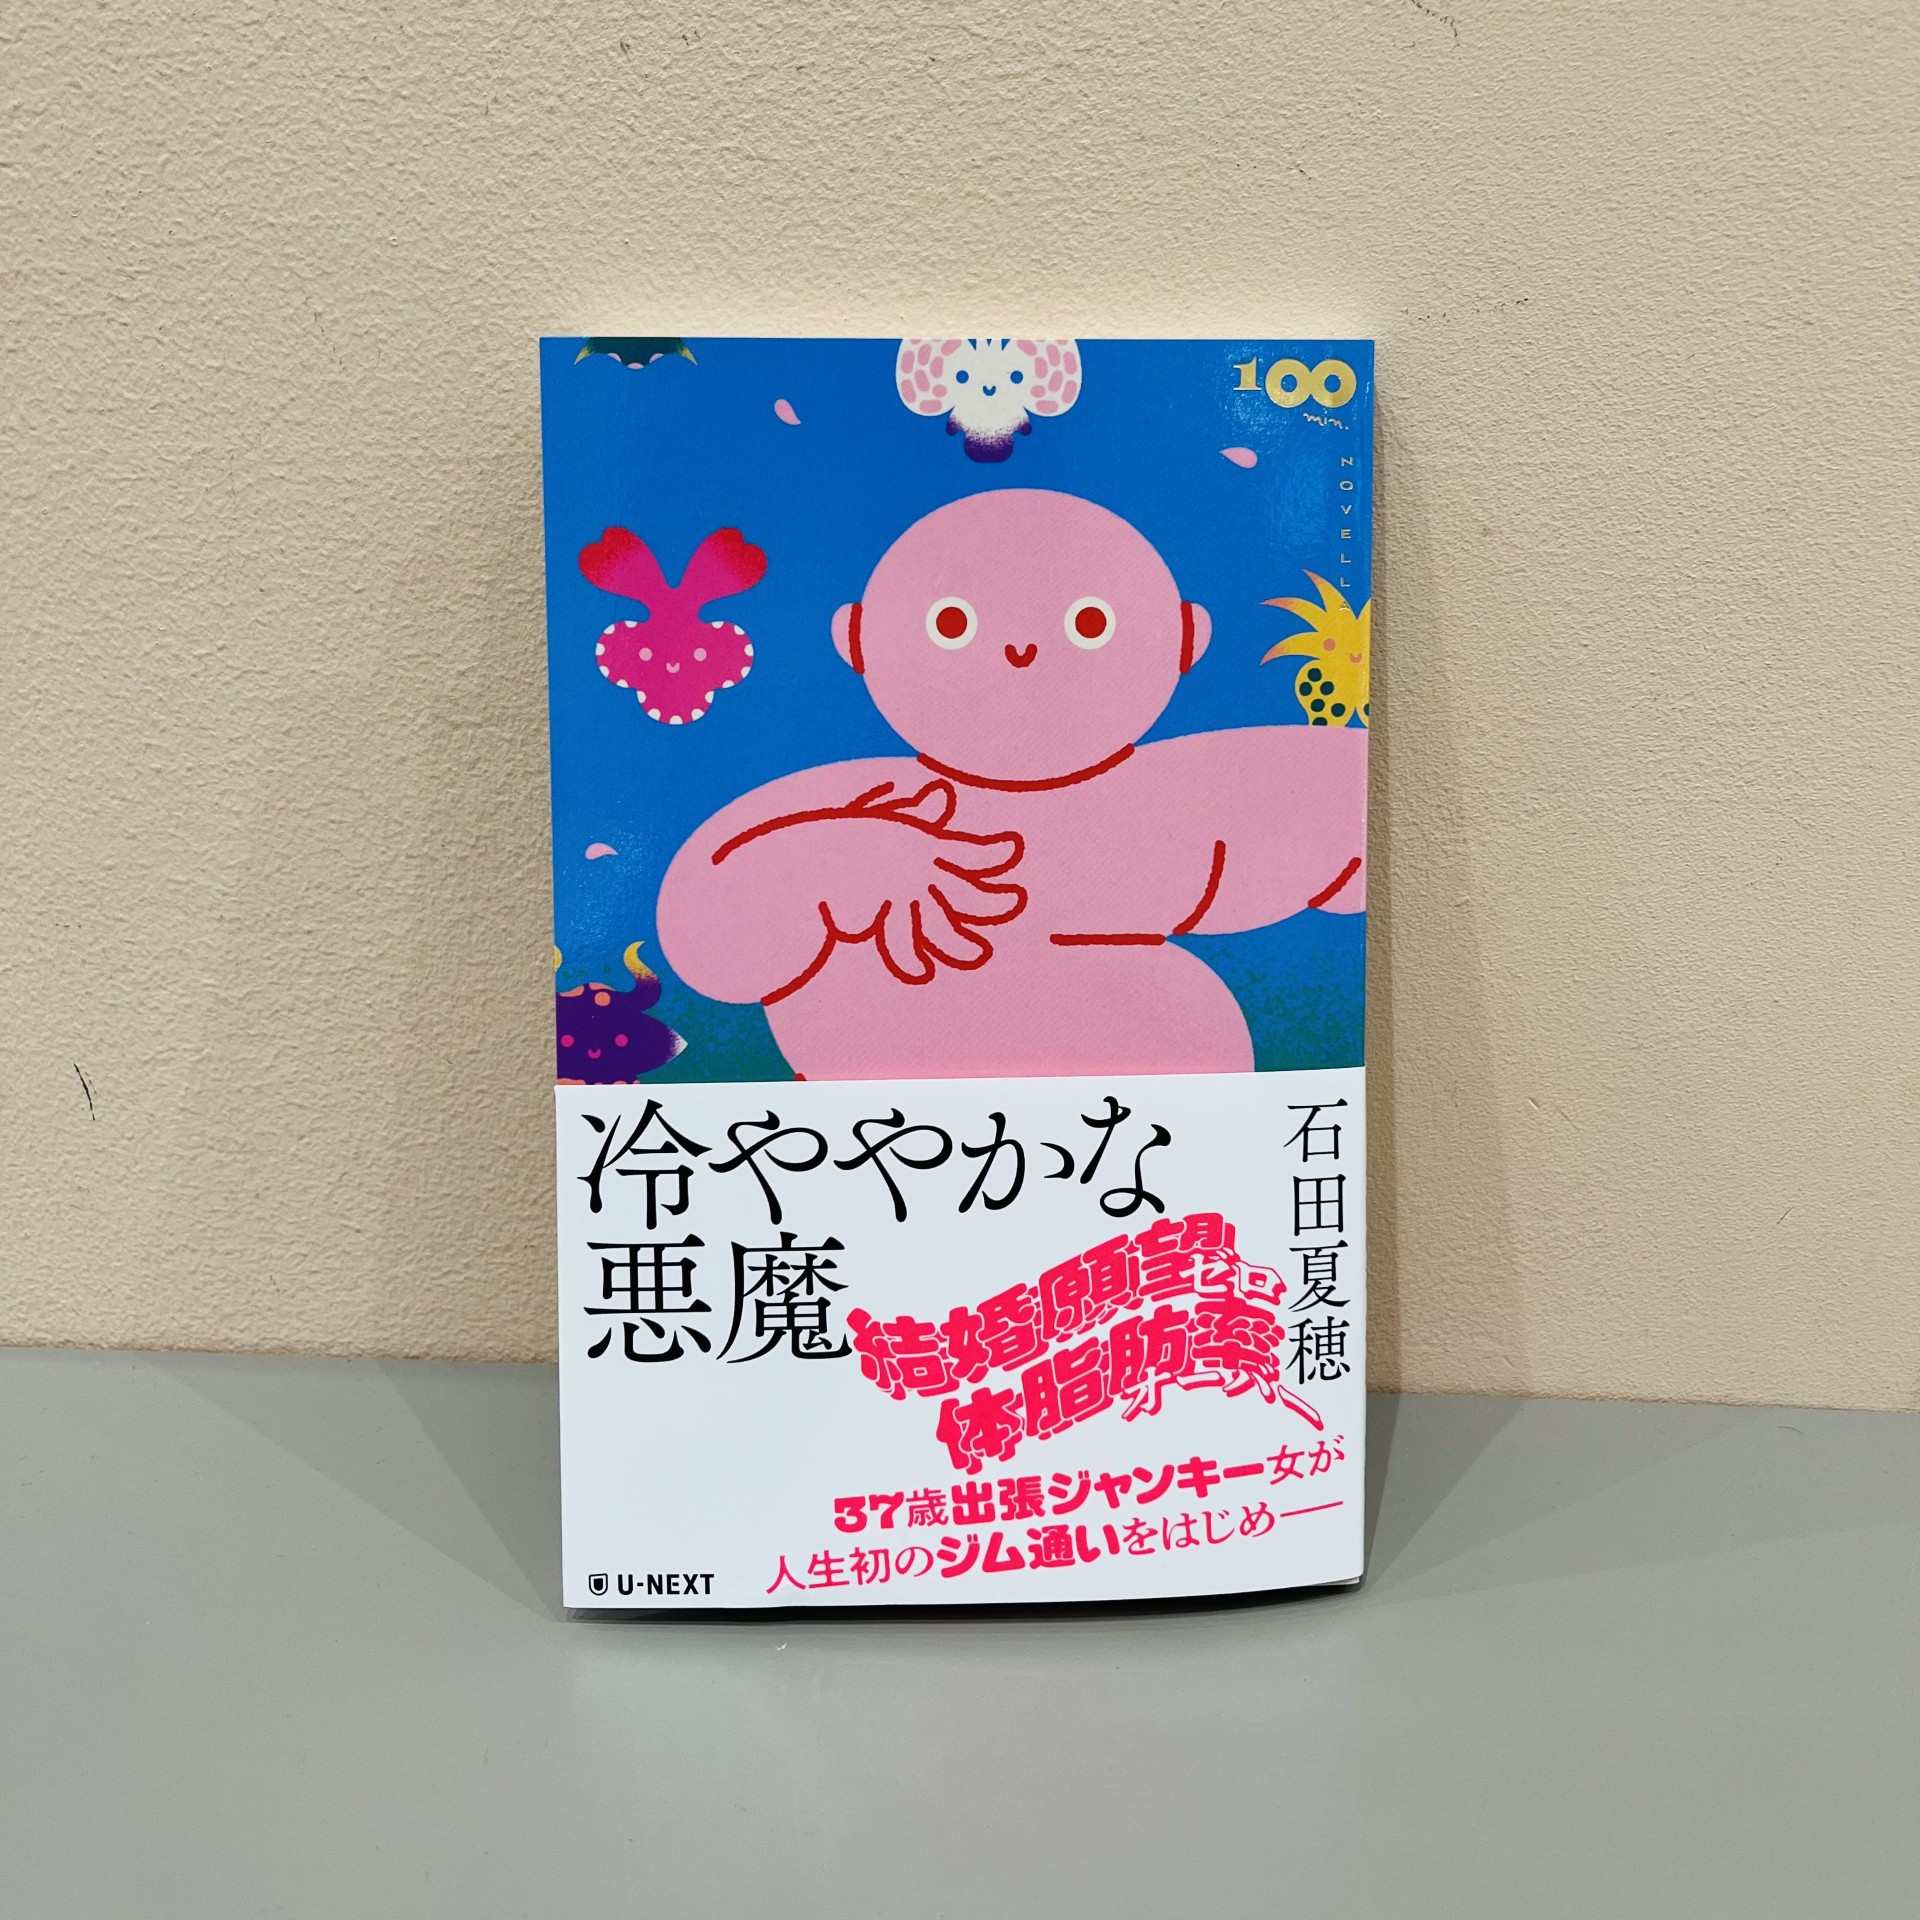 100
min.
NOVELLA
冷ややかな
悪魔
石田夏穂
結婚願望ゼロ
体脂肪率オーバー
37歳出張ジャンキー女が
人生初のジム通いをはじめ――
U-NEXT